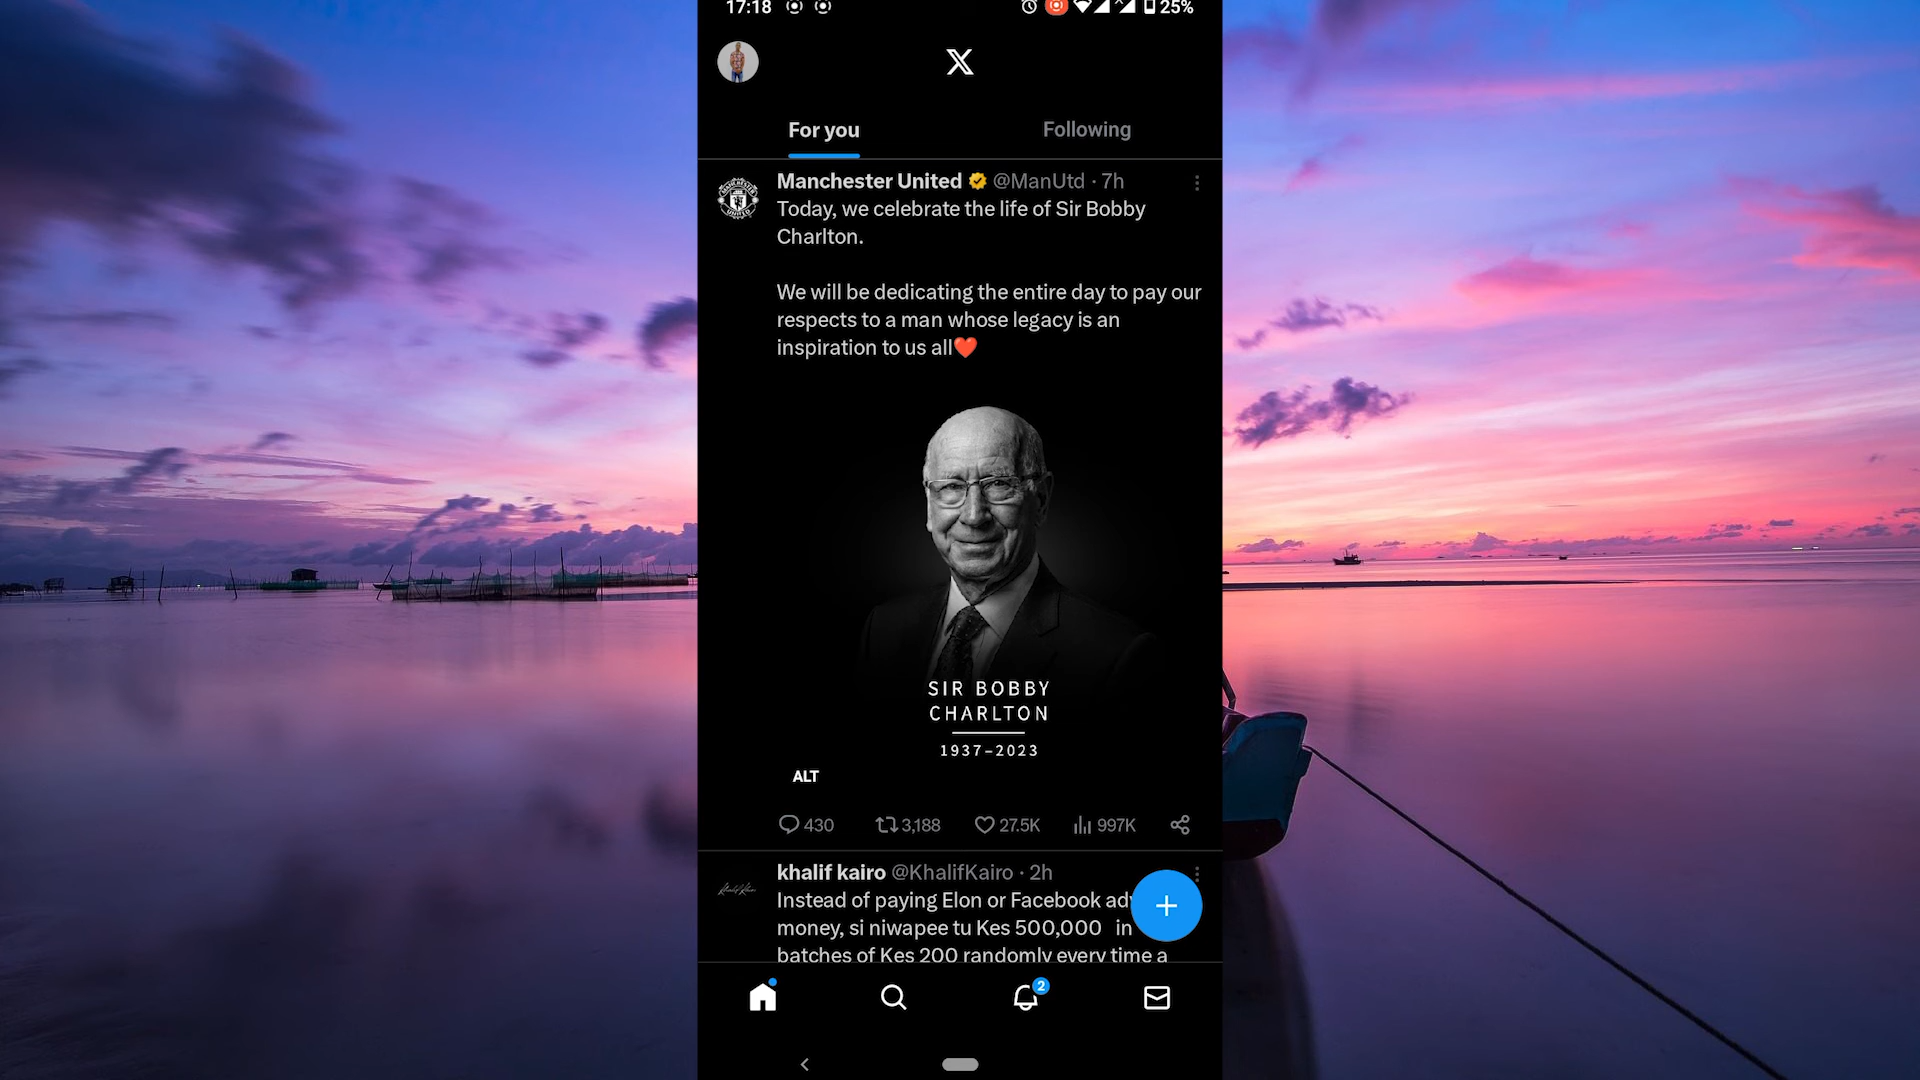 17:18
25%
X
For you
Following
Manchester United @ManUtd · 7h
Today, we celebrate the life of Sir Bobby
Charlton.
We will be dedicating the entire day to pay our
respects to a man whose legacy is an
inspiration to us all❤️
SIR BOBBY
CHARLTON
1937–2023
ALT
430
3,188
27.5K
997K
khalif kairo @KhalifKairo · 2h
Instead of paying Elon or Facebook
money, si niwapee tu Kes 500,000 in
batches of Kes 200 randomly every time a
2